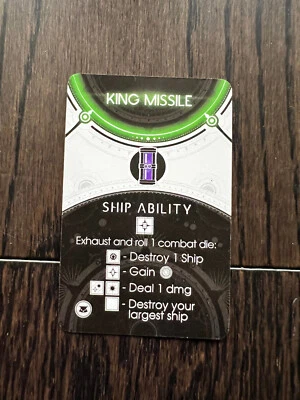 KING MISSILE
SHIP ABILITY
Exhaust and roll 1 combat die:
- Destroy 1 Ship
- Gain
- Deal 1 dmg
- Destroy your
largest ship